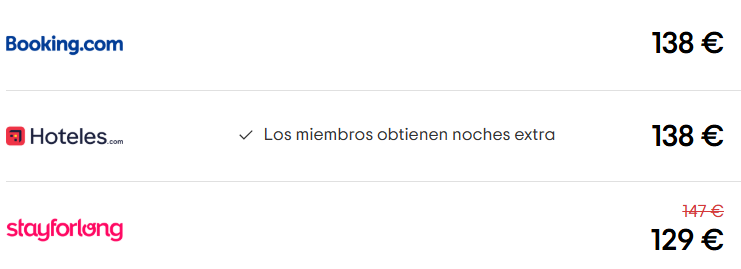 Booking.com 138 €
Hoteles.com ✓ Los miembros obtienen noches extra 138 €
147 €
stayforlong 129 €